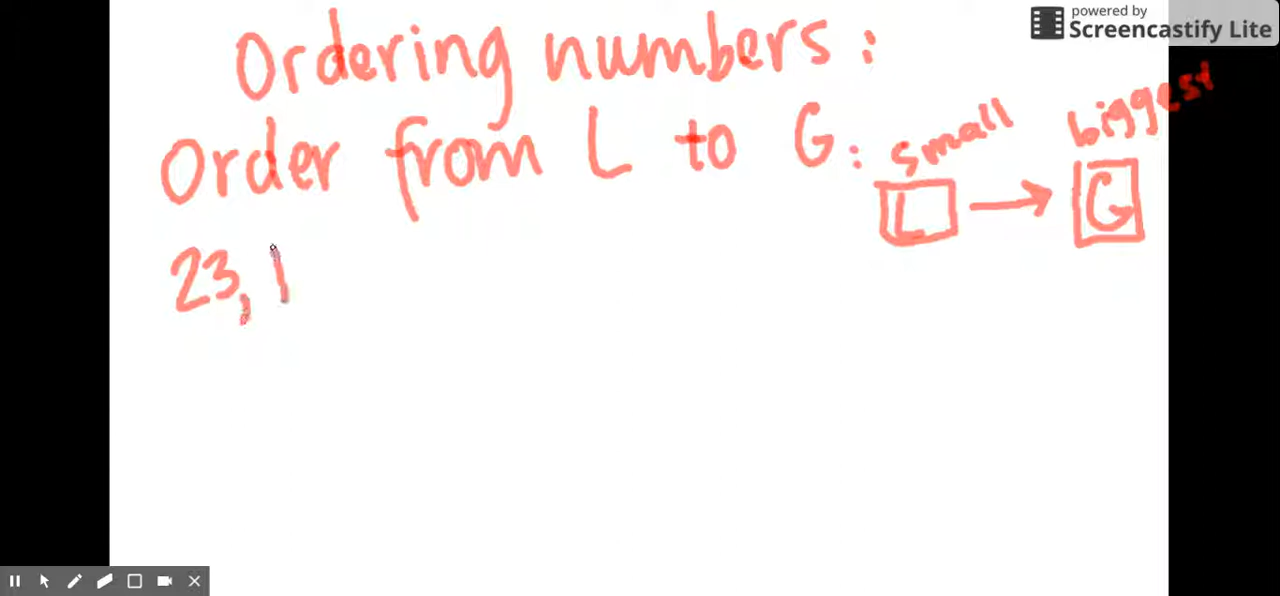 powered by
Screencastify Lite
Ordering numbers:
Order from L to G:
small
biggest
L
G
23, 1